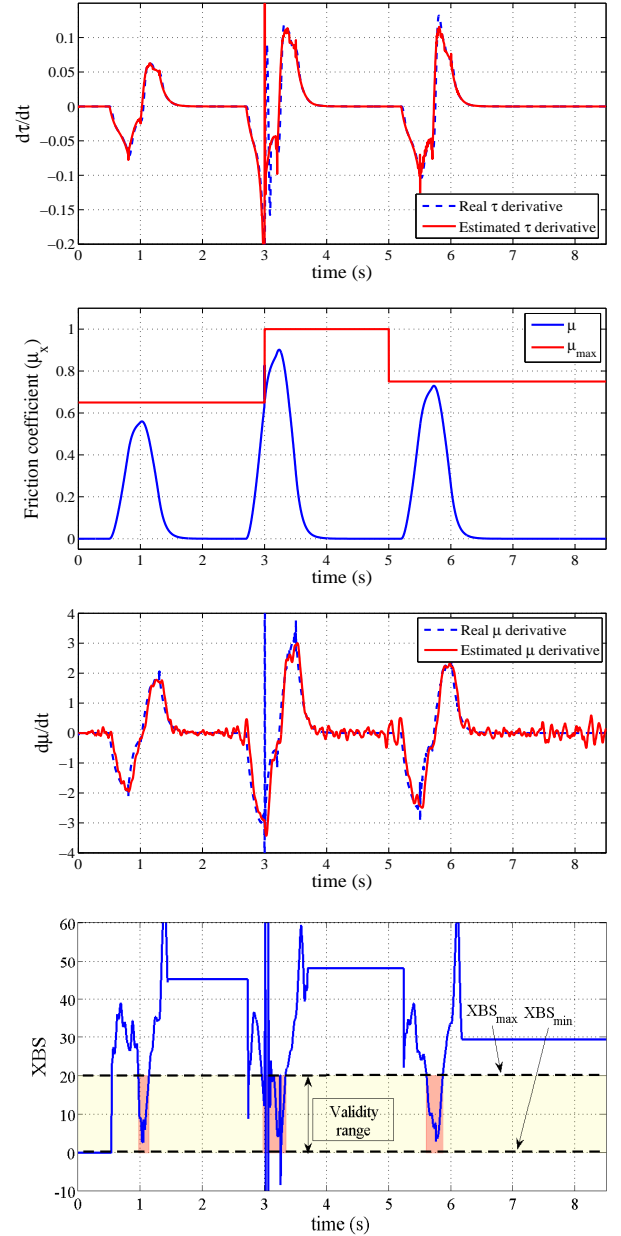 0.1
0.05
0
−0.05
−0.1
−0.15
−0.2
dτ/dt
Real τ derivative
Estimated τ derivative
0 1 2 3 4 5 6 7 8
time (s)
1
0.8
0.6
0.4
0.2
0
Friction coefficient (μx)
μ
μmax
0 1 2 3 4 5 6 7 8
time (s)
4
3
2
1
0
−1
−2
−3
−4
dμ/dt
Real μ derivative
Estimated μ derivative
0 1 2 3 4 5 6 7 8
time (s)
60
50
40
30
20
10
0
-10
XBS
XBSmax XBSmin
Validity
range
0 1 2 3 4 5 6 7 8
time (s)